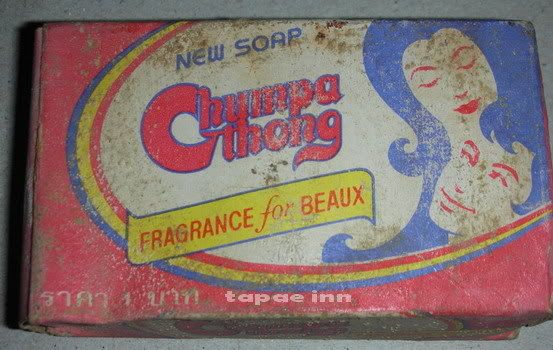 NEW SOAP
Chumpa
thong
FRAGRANCE for BEAUX
ราคา 1 บาท
tapae inn